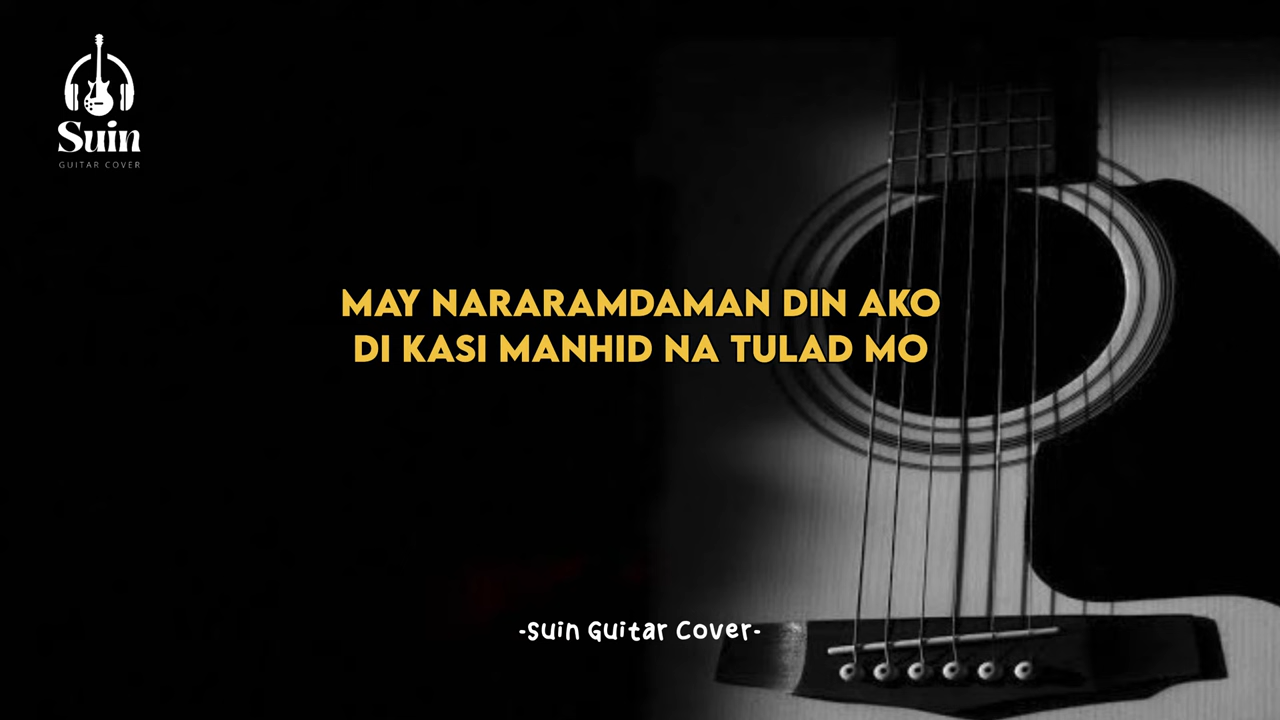 Suin
GUITAR COVER
MAY NARARAMDAMAN DIN AKO
DI KASI MANHID NA TULAD MO
-Suin Guitar Cover-